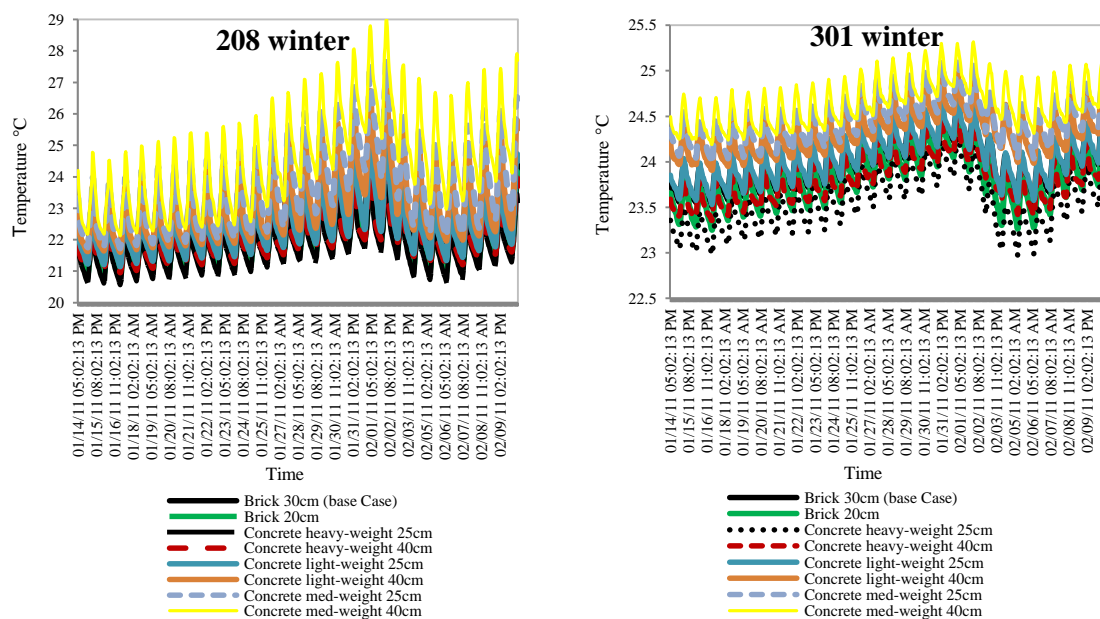 208 winter
Temperature °C
29
28
27
26
25
24
23
22
21
20
01/14/11 05:02:13 PM
01/15/11 08:02:13 PM
01/16/11 11:02:13 PM
01/18/11 02:02:13 AM
01/19/11 05:02:13 AM
01/20/11 08:02:13 AM
01/21/11 11:02:13 AM
01/22/11 02:02:13 PM
01/23/11 05:02:13 PM
01/24/11 08:02:13 PM
01/25/11 11:02:13 PM
01/27/11 02:02:13 AM
01/28/11 05:02:13 AM
01/29/11 08:02:13 AM
01/30/11 11:02:13 AM
01/31/11 02:02:13 PM
02/01/11 05:02:13 PM
02/02/11 08:02:13 PM
02/03/11 11:02:13 PM
02/05/11 02:02:13 AM
02/06/11 05:02:13 AM
02/07/11 08:02:13 AM
02/08/11 11:02:13 AM
02/09/11 02:02:13 PM
Time
Brick 30cm (base Case)
Brick 20cm
Concrete heavy-weight 25cm
Concrete heavy-weight 40cm
Concrete light-weight 25cm
Concrete light-weight 40cm
Concrete med-weight 25cm
Concrete med-weight 40cm
301 winter
Temperature °C
25.5
25
24.5
24
23.5
23
22.5
01/14/11 05:02:13 PM
01/15/11 08:02:13 PM
01/16/11 11:02:13 PM
01/18/11 02:02:13 AM
01/19/11 05:02:13 AM
01/20/11 08:02:13 AM
01/21/11 11:02:13 AM
01/22/11 02:02:13 PM
01/23/11 05:02:13 PM
01/24/11 08:02:13 PM
01/25/11 11:02:13 PM
01/27/11 02:02:13 AM
01/28/11 05:02:13 AM
01/29/11 08:02:13 AM
01/30/11 11:02:13 AM
01/31/11 02:02:13 PM
02/01/11 05:02:13 PM
02/02/11 08:02:13 PM
02/03/11 11:02:13 PM
02/05/11 02:02:13 AM
02/06/11 05:02:13 AM
02/07/11 08:02:13 AM
02/08/11 11:02:13 AM
02/09/11 02:02:13 PM
Time
Brick 30cm (base Case)
Brick 20cm
Concrete heavy-weight 25cm
Concrete heavy-weight 40cm
Concrete light-weight 25cm
Concrete light-weight 40cm
Concrete med-weight 25cm
Concrete med-weight 40cm